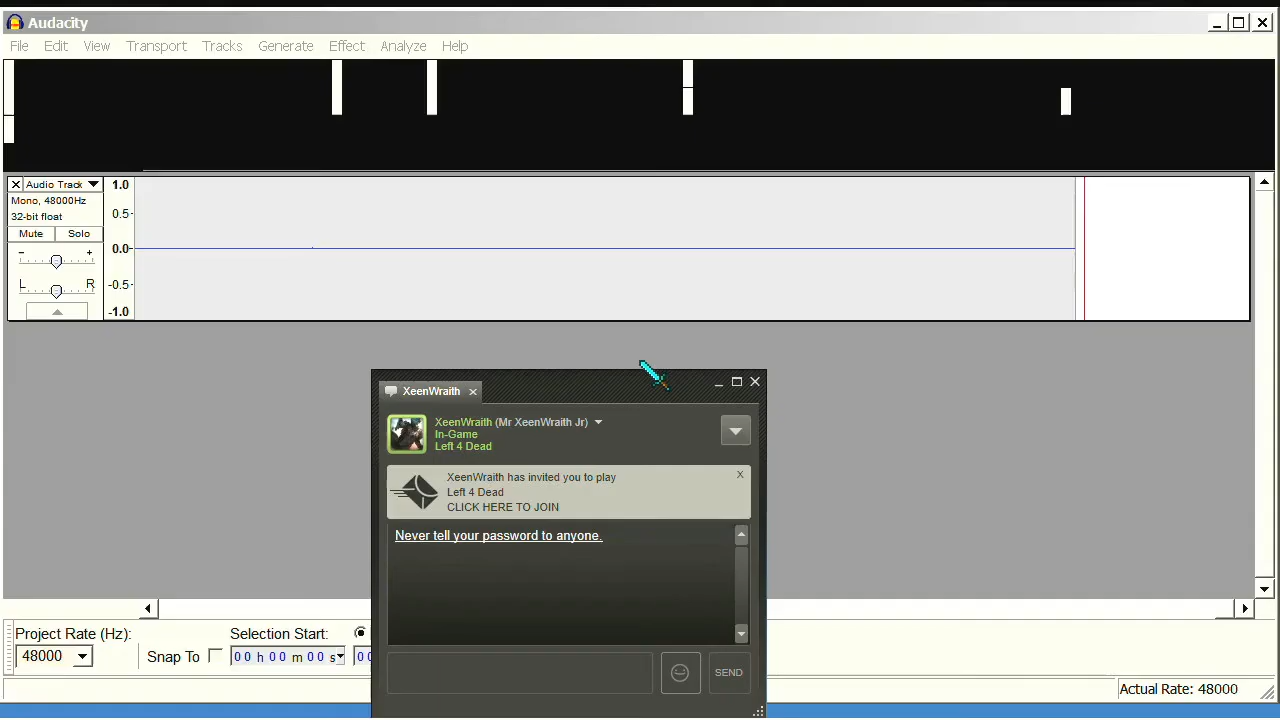 Audacity
File Edit View Transport Tracks Generate Effect Analyze Help
Audio Track
Mono, 48000Hz
32-bit float
Mute Solo
- +
L R
1.0
0.5
0.0
-0.5
-1.0
XeenWraith
XeenWraith (Mr XeenWraith Jr)
In-Game
Left 4 Dead
XeenWraith has invited you to play
Left 4 Dead
CLICK HERE TO JOIN
X
Never tell your password to anyone.
SEND
Project Rate (Hz):
48000
Snap To
Selection Start:
00 h 00 m 00 s
00
Actual Rate: 48000